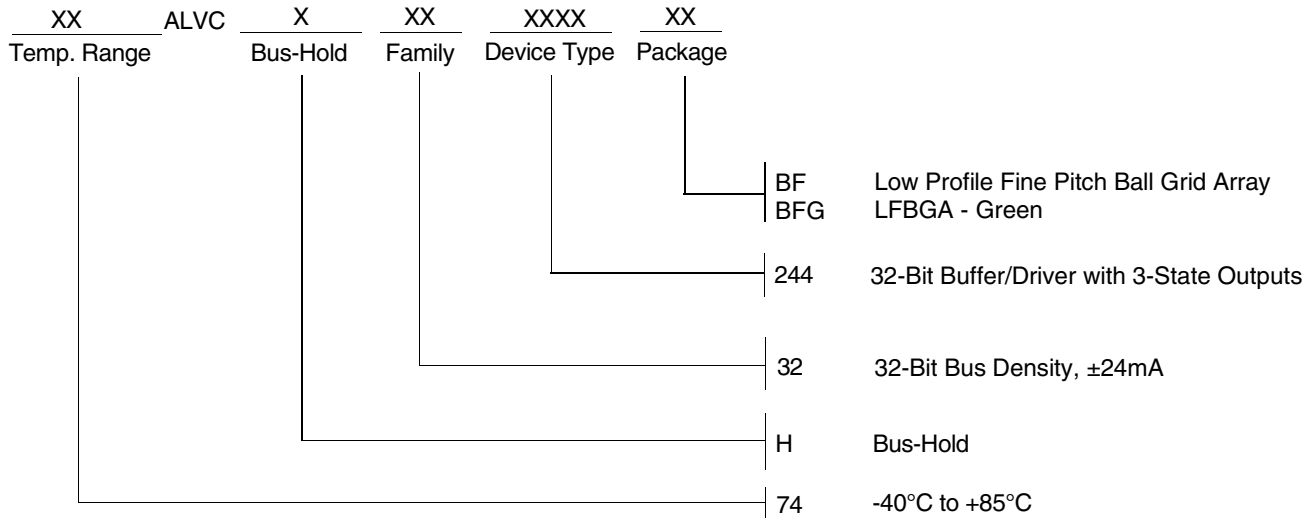 XX ALVC X XX XXXX XX
Temp. Range Bus-Hold Family Device Type Package
BF Low Profile Fine Pitch Ball Grid Array
BFG LFBGA - Green
244 32-Bit Buffer/Driver with 3-State Outputs
32 32-Bit Bus Density, ±24mA
H Bus-Hold
74 -40°C to +85°C